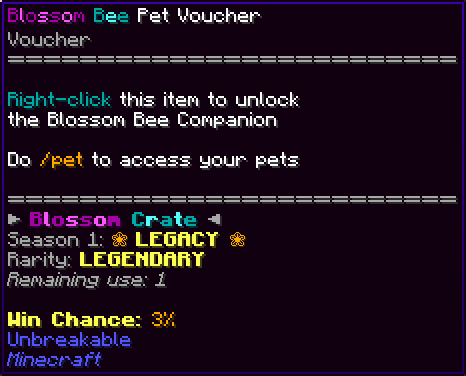 Blossom Bee Pet Voucher
Voucher
================================
Right-click this item to unlock
the Blossom Bee Companion
Do /pet to access your pets
================================
► Blossom Crate ◄
Season 1: ❀ LEGACY ❀
Rarity: LEGENDARY
Remaining use: 1
Win Chance: 3%
Unbreakable
Minecraft